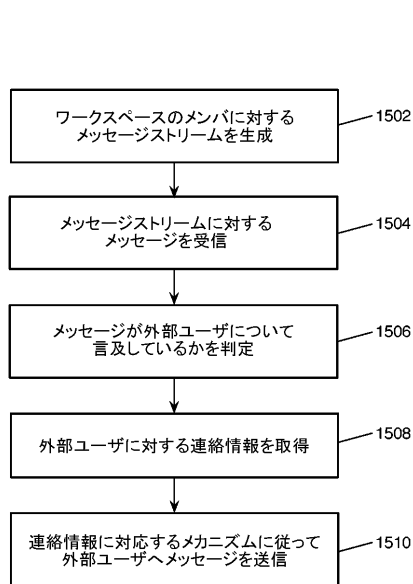 ワークスペースのメンバに対する
メッセージストリームを生成
1502
メッセージストリームに対する
メッセージを受信
1504
メッセージが外部ユーザについて
言及しているかを判定
1506
外部ユーザに対する連絡情報を取得
1508
連絡情報に対応するメカニズムに従って
外部ユーザへメッセージを送信
1510